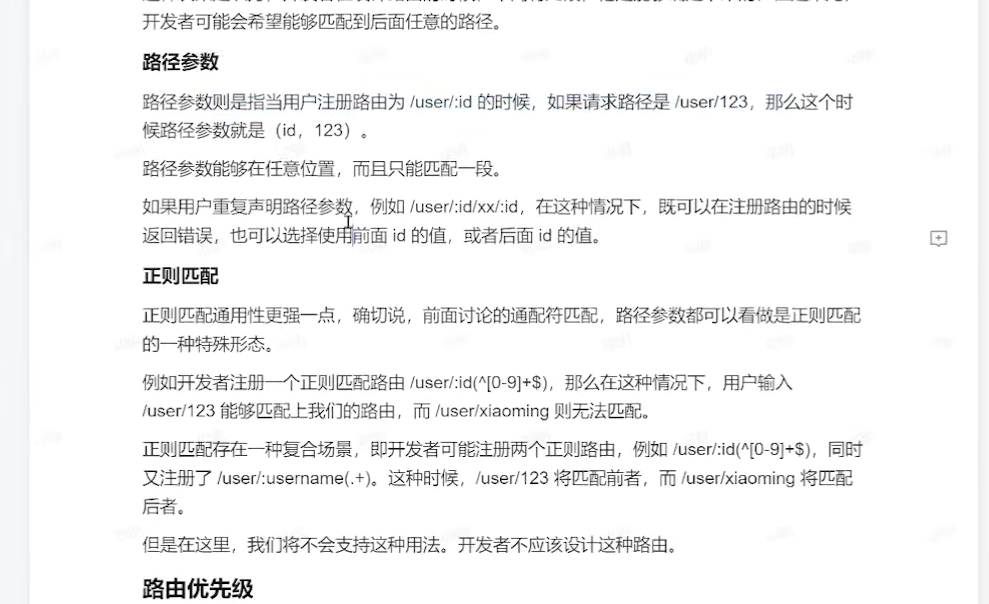 开发者可能会希望能够匹配到后面任意的路径。
路径参数
路径参数则是指当用户注册路由为 /user/:id 的时候，如果请求路径是 /user/123，那么这个时
候路径参数就是（id，123）。
路径参数能够在任意位置，而且只能匹配一段。
如果用户重复声明路径参数，例如 /user/:id/xx/:id，在这种情况下，既可以在注册路由的时候
返回错误，也可以选择使用前面 id 的值，或者后面 id 的值。
正则匹配
正则匹配通用性更强一点，确切说，前面讨论的通配符匹配，路径参数都可以看做是正则匹配
的一种特殊形态。
例如开发者注册一个正则匹配路由 /user/:id(^[0-9]+$)，那么在这种情况下，用户输入
/user/123 能够匹配上我们的路由，而 /user/xiaoming 则无法匹配。
正则匹配存在一种复合场景，即开发者可能注册两个正则路由，例如 /user/:id(^[0-9]+$)，同时
又注册了 /user/:username(.+)。这种时候，/user/123 将匹配前者，而 /user/xiaoming 将匹配
后者。
但是在这里，我们将不会支持这种用法。开发者不应该设计这种路由。
路由优先级